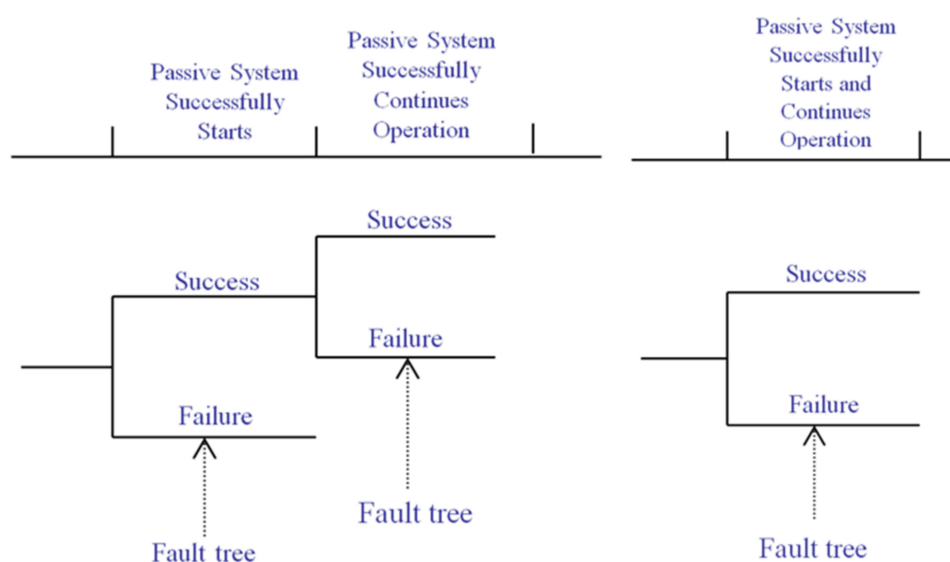 Passive System
Successfully
Starts
Passive System
Successfully
Continues
Operation
Success
Success
Failure
Failure
Fault tree
Fault tree
Passive System
Successfully
Starts and
Continues
Operation
Success
Failure
Fault tree